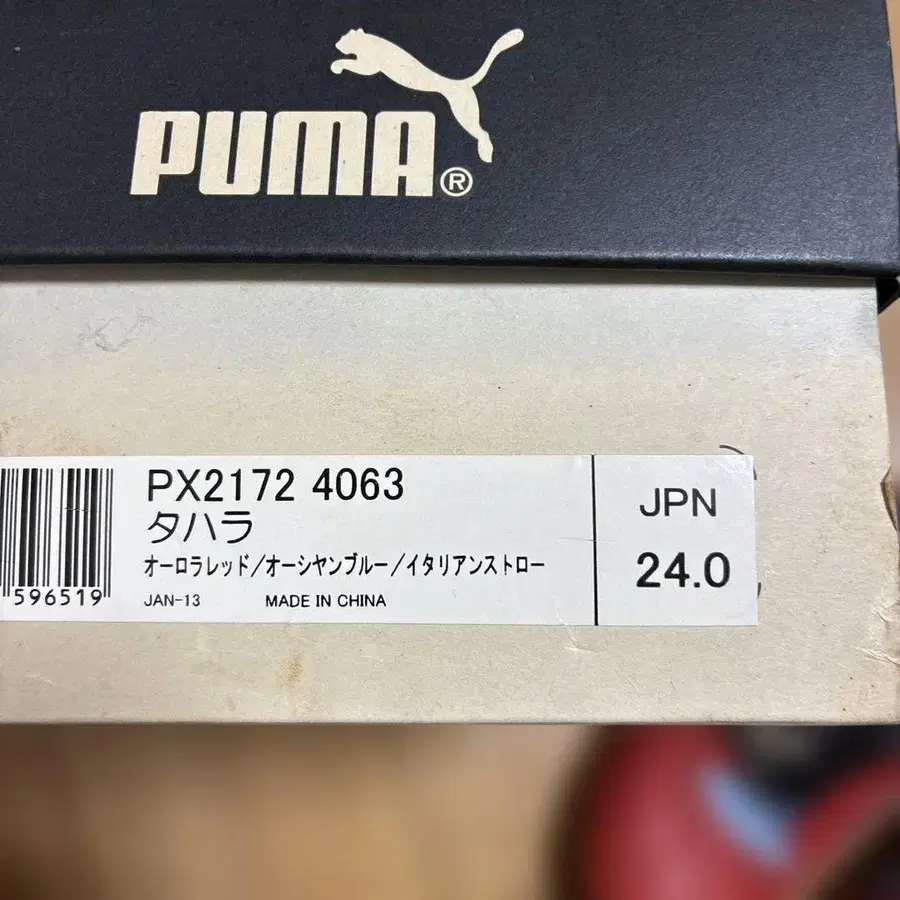 PUMA®
PX2172 4063
タハラ
オーロラレッド/オーシヤンブルー/イタリアンストロー
JAN-13 MADE IN CHINA
596519
JPN
24.0